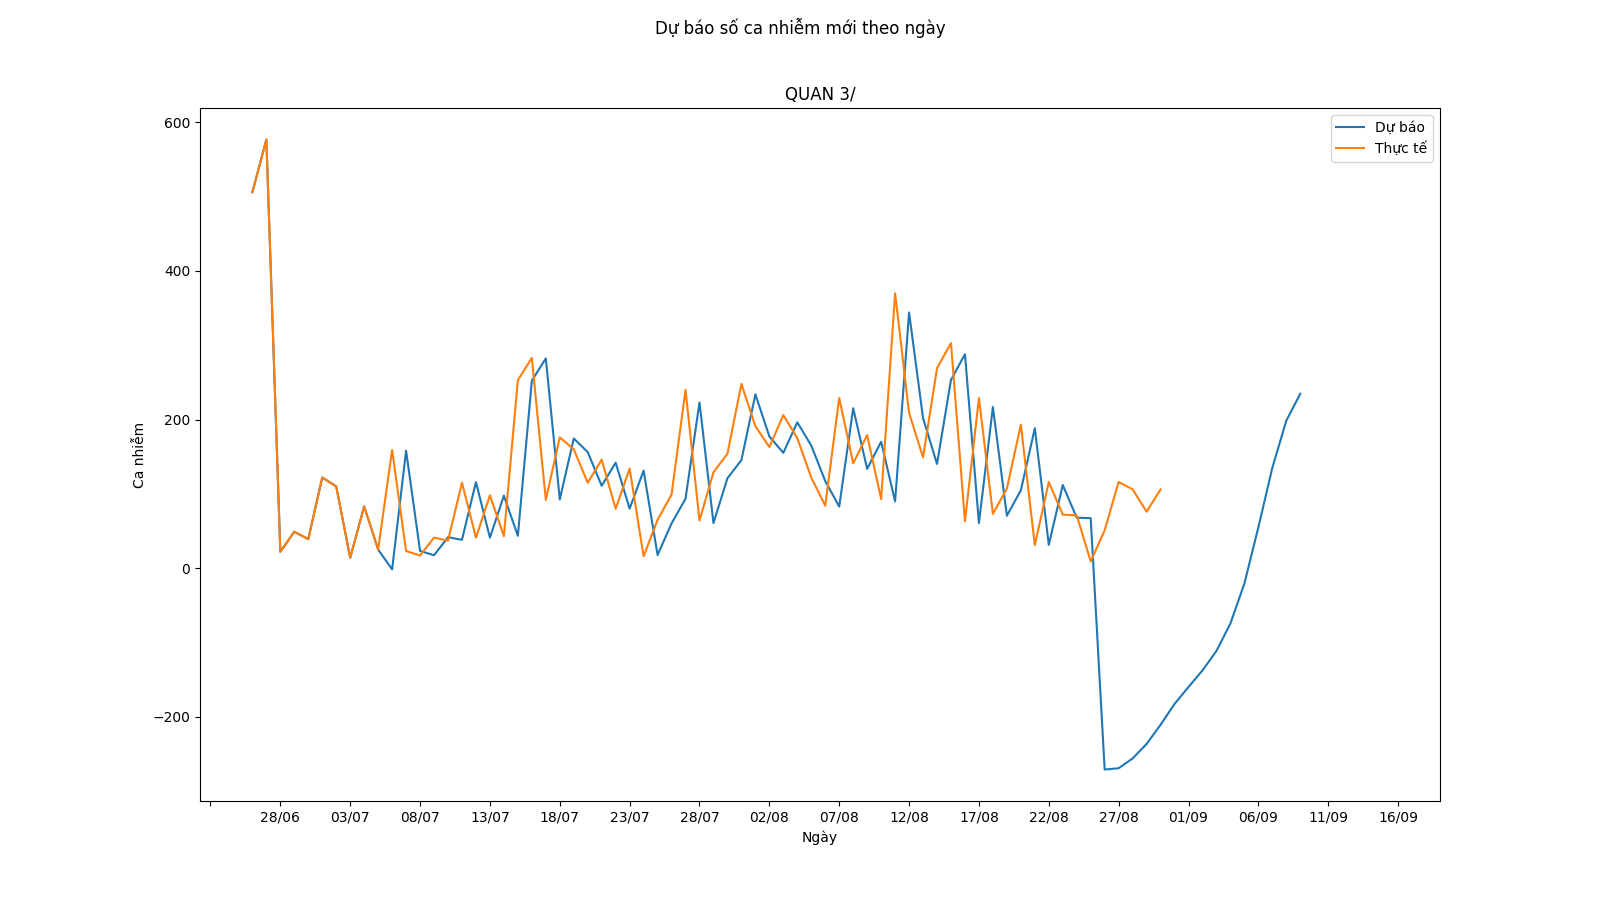 Dự báo số ca nhiễm mới theo ngày
QUAN 3/
Dự báo
Thực tế
600
400
200
0
−200
Ca nhiễm
28/06 03/07 08/07 13/07 18/07 23/07 28/07 02/08 07/08 12/08 17/08 22/08 27/08 01/09 06/09 11/09 16/09
Ngày